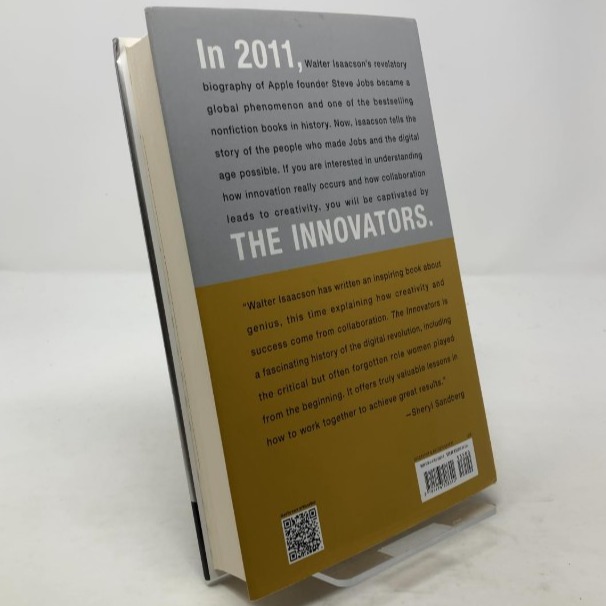 In 2011, Walter Isaacson's revelatory
biography of Apple founder Steve Jobs became a
global phenomenon and one of the bestselling
nonfiction books in history. Now, Isaacson tells the
story of the people who made Jobs and the digital
age possible. If you are interested in understanding
how innovation really occurs and how collaboration
leads to creativity, you will be captivated by
THE INNOVATORS.
"Walter Isaacson has written an inspiring book about
genius, this time explaining how creativity and
success come from collaboration. The Innovators is
a fascinating history of the digital revolution, including
the critical but often forgotten role women played
from the beginning. It offers truly valuable lessons in
how to work together to achieve great results."
—Sheryl Sandberg